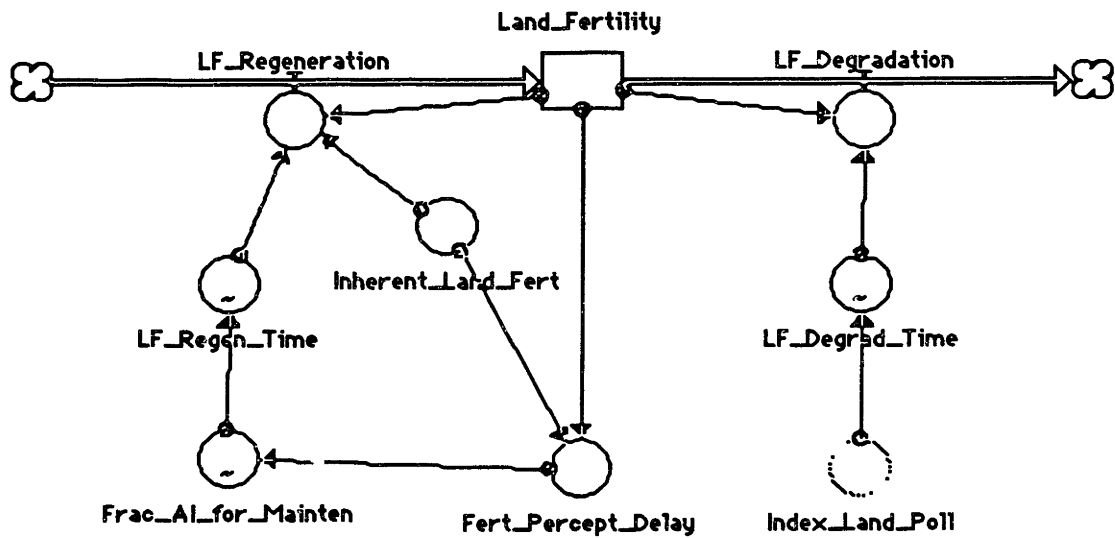 Land_Fertility
LF_Regeneration
LF_Degradation
Inherent_Land_Fert
LF_Regen_Time
LF_Degrad_Time
Frac_AI_for_Mainten
Fert_Percept_Delay
Index_Land_Poll